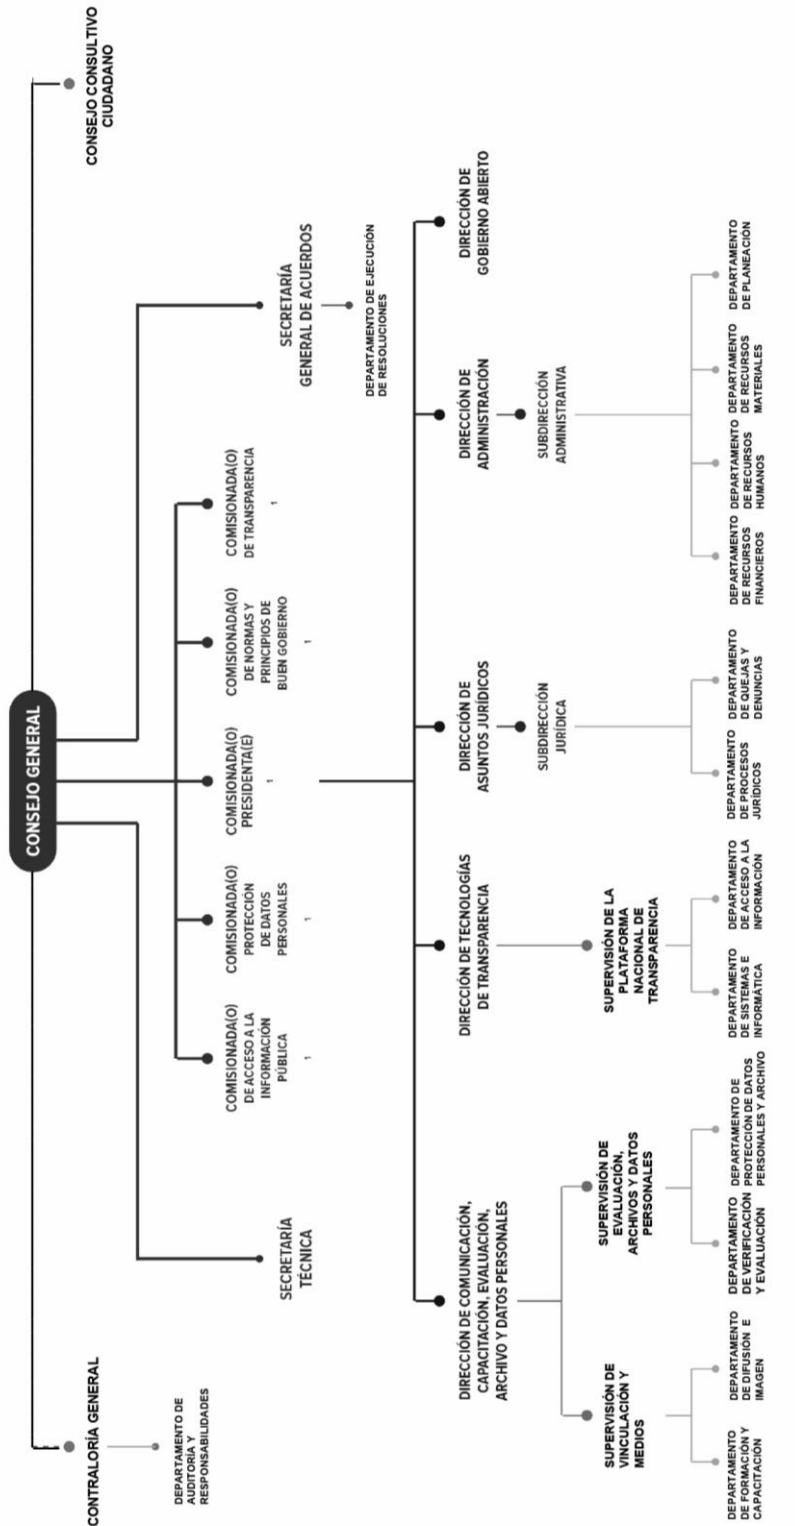 CONSEJO GENERAL
CONTRALORÍA GENERAL
DEPARTAMENTO DE
AUDITORÍA Y
RESPONSABILIDADES
CONSEJO CONSULTIVO
CIUDADANO
SECRETARÍA
TÉCNICA
COMISIONADA(O)
DE ACCESO A LA
INFORMACIÓN
PÚBLICA
1
COMISIONADA(O)
PROTECCIÓN
DE DATOS
PERSONALES
1
COMISIONADA(O)
PRESIDENTA(E)
1
COMISIONADA(O)
DE NORMAS Y
PRINCIPIOS DE
BUEN GOBIERNO
1
COMISIONADA(O)
DE TRANSPARENCIA
1
SECRETARÍA
GENERAL DE ACUERDOS
DEPARTAMENTO DE EJECUCIÓN
DE RESOLUCIONES
DIRECCIÓN DE COMUNICACIÓN,
CAPACITACIÓN, EVALUACIÓN,
ARCHIVO Y DATOS PERSONALES
DIRECCIÓN DE TECNOLOGÍAS
DE TRANSPARENCIA
DIRECCIÓN DE
ASUNTOS JURÍDICOS
DIRECCIÓN DE
ADMINISTRACIÓN
DIRECCIÓN DE
GOBIERNO ABIERTO
SUBDIRECCIÓN
JURÍDICA
SUBDIRECCIÓN
ADMINISTRATIVA
SUPERVISIÓN DE
VINCULACIÓN Y
MEDIOS
SUPERVISIÓN DE
EVALUACIÓN,
ARCHIVOS Y DATOS
PERSONALES
SUPERVISIÓN DE LA
PLATAFORMA
NACIONAL DE
TRANSPARENCIA
DEPARTAMENTO
DE FORMACIÓN Y
CAPACITACIÓN
DEPARTAMENTO
DE DIFUSIÓN E
IMAGEN
DEPARTAMENTO
DE VERIFICACIÓN
Y EVALUACIÓN
DEPARTAMENTO DE
PROTECCIÓN DE DATOS
PERSONALES Y ARCHIVO
DEPARTAMENTO
DE SISTEMAS E
INFORMÁTICA
DEPARTAMENTO
DE ACCESO A LA
INFORMACIÓN
DEPARTAMENTO
DE PROCESOS
JURÍDICOS
DEPARTAMENTO
DE QUEJAS Y
DENUNCIAS
DEPARTAMENTO
DE RECURSOS
FINANCIEROS
DEPARTAMENTO
DE RECURSOS
HUMANOS
DEPARTAMENTO
DE RECURSOS
MATERIALES
DEPARTAMENTO
DE PLANEACIÓN